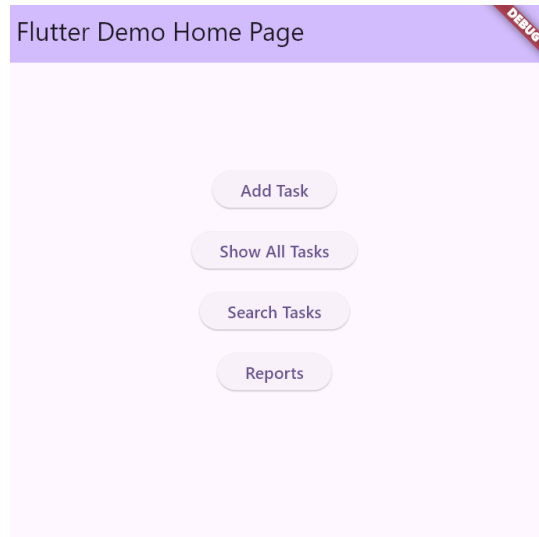 Flutter Demo Home Page
DEBUG
Add Task
Show All Tasks
Search Tasks
Reports